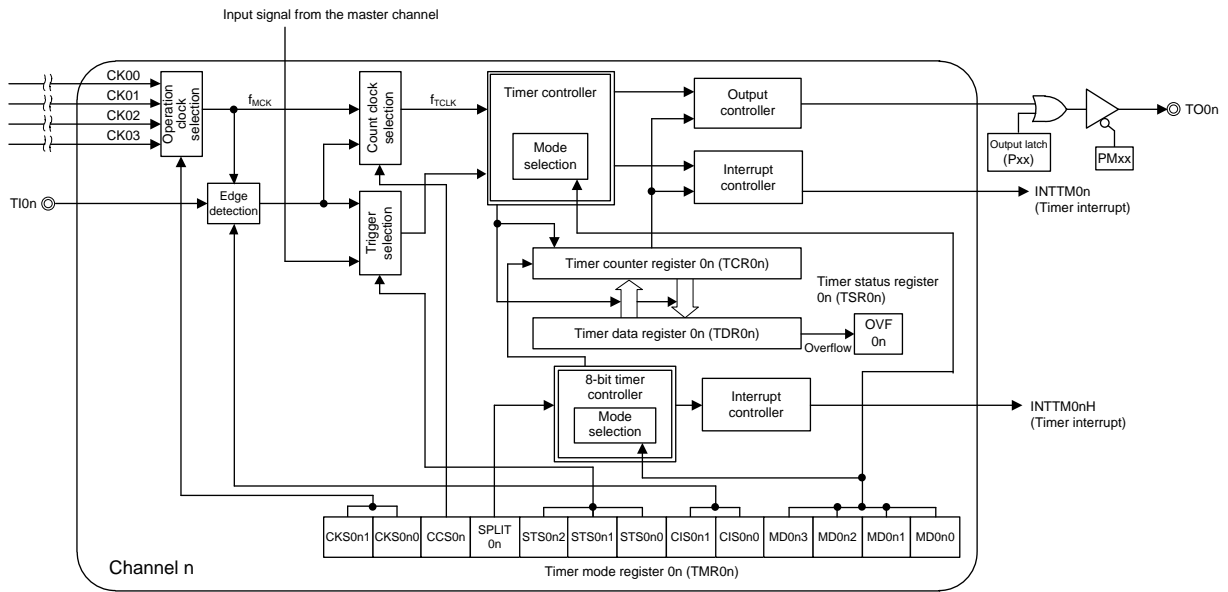 Input signal from the master channel
CK00
CK01
CK02
CK03
Operation
clock
selection
fMCK
Count clock
selection
fTCLK
Timer controller
Mode
selection
Output
controller
TO0n
Output latch
(Pxx)
PMxx
Interrupt
controller
INTTM0n
(Timer interrupt)
TI0n
Edge
detection
Trigger
selection
Timer counter register 0n (TCR0n)
Timer status register
0n (TSR0n)
Timer data register 0n (TDR0n)
Overflow
OVF
0n
8-bit timer
controller
Mode
selection
Interrupt
controller
INTTM0nH
(Timer interrupt)
CKS0n1 CKS0n0 CCS0n SPLIT
0n STS0n2 STS0n1 STS0n0 CIS0n1 CIS0n0 MD0n3 MD0n2 MD0n1 MD0n0
Channel n
Timer mode register 0n (TMR0n)